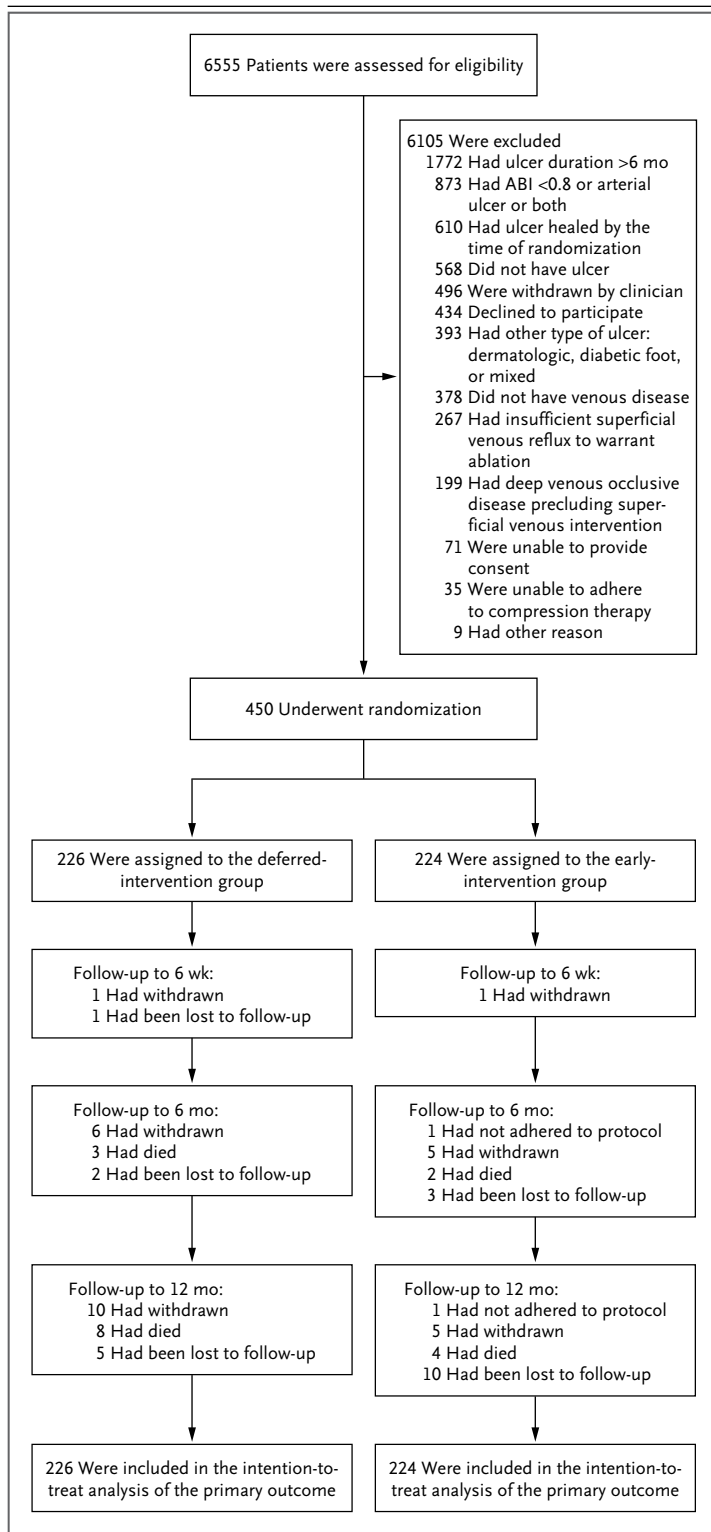 6555 Patients were assessed for eligibility
6105 Were excluded
1772 Had ulcer duration >6 mo
873 Had ABI <0.8 or arterial
ulcer or both
610 Had ulcer healed by the
time of randomization
568 Did not have ulcer
496 Were withdrawn by clinician
434 Declined to participate
393 Had other type of ulcer:
dermatologic, diabetic foot,
or mixed
378 Did not have venous disease
267 Had insufficient superficial
venous reflux to warrant
ablation
199 Had deep venous occlusive
disease precluding super-
ficial venous intervention
71 Were unable to provide
consent
35 Were unable to adhere
to compression therapy
9 Had other reason
450 Underwent randomization
226 Were assigned to the deferred-
intervention group
224 Were assigned to the early-
intervention group
Follow-up to 6 wk:
1 Had withdrawn
1 Had been lost to follow-up
Follow-up to 6 wk:
1 Had withdrawn
Follow-up to 6 mo:
6 Had withdrawn
3 Had died
2 Had been lost to follow-up
Follow-up to 6 mo:
1 Had not adhered to protocol
5 Had withdrawn
2 Had died
3 Had been lost to follow-up
Follow-up to 12 mo:
10 Had withdrawn
8 Had died
5 Had been lost to follow-up
Follow-up to 12 mo:
1 Had not adhered to protocol
5 Had withdrawn
4 Had died
10 Had been lost to follow-up
226 Were included in the intention-to-
treat analysis of the primary outcome
224 Were included in the intention-to-
treat analysis of the primary outcome